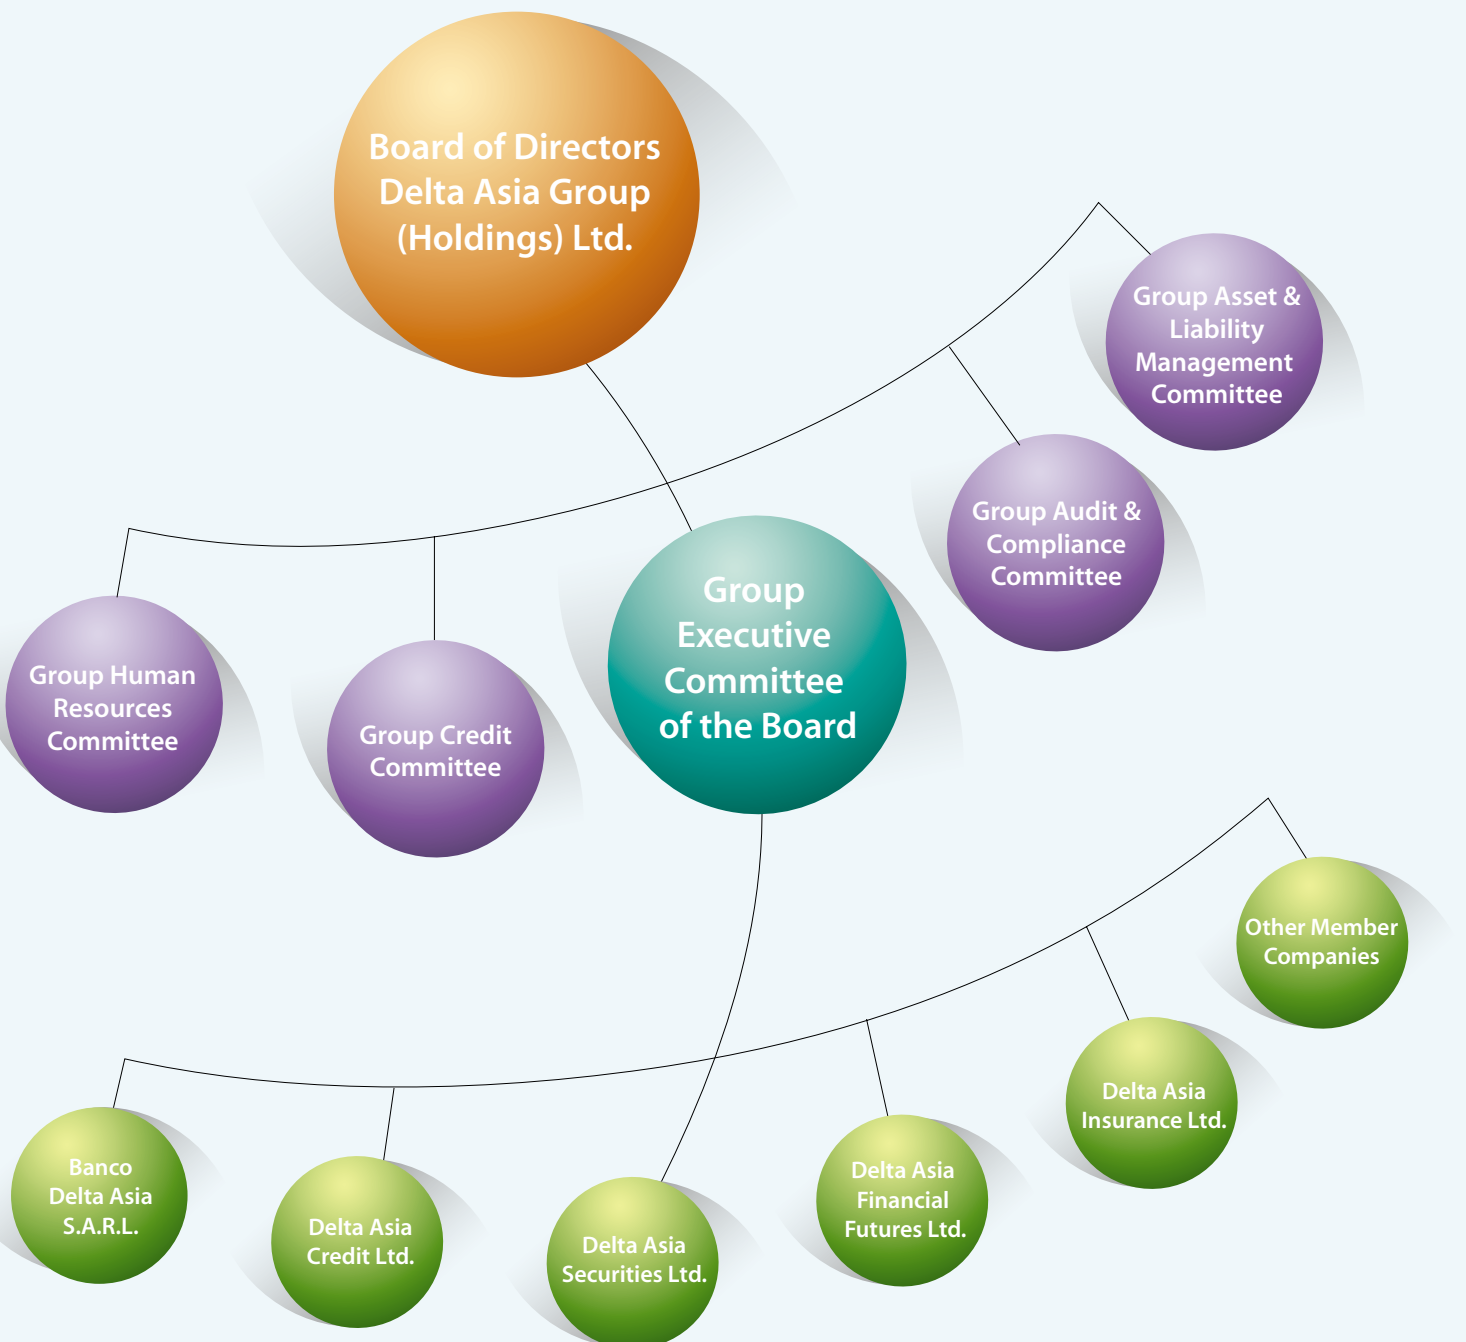 Board of Directors
Delta Asia Group
(Holdings) Ltd.
Group Asset &
Liability
Management
Committee
Group Audit &
Compliance
Committee
Group
Executive
Committee
of the Board
Group Human
Resources
Committee
Group Credit
Committee
Other Member
Companies
Delta Asia
Insurance Ltd.
Delta Asia
Financial
Futures Ltd.
Banco
Delta Asia
S.A.R.L.
Delta Asia
Credit Ltd.
Delta Asia
Securities Ltd.